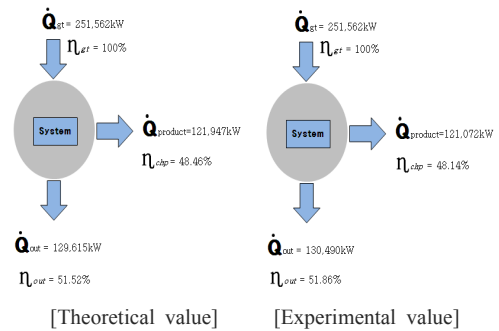 Q̇gt = 251,562kW
ηgt = 100%
System
Q̇product=121,947kW
ηchp = 48.46%
Q̇out = 129,615kW
ηout = 51.52%
[Theoretical value]
Q̇gt = 251,562kW
ηgt = 100%
System
Q̇product=121,072kW
ηchp = 48.14%
Q̇out = 130,490kW
ηout = 51.86%
[Experimental value]